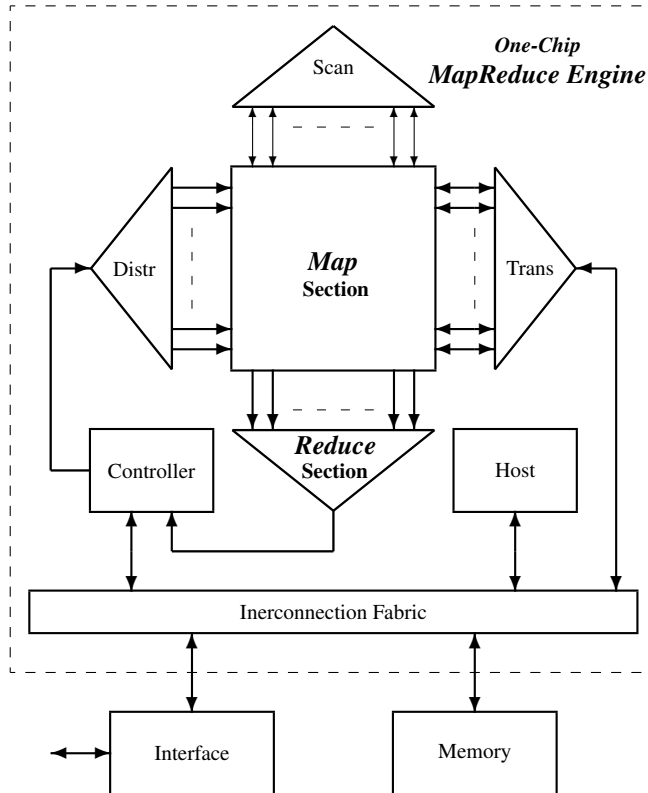 One-Chip
MapReduce Engine
Scan
Distr
Map
Section
Trans
Reduce
Section
Controller
Host
Inerconnection Fabric
Interface
Memory